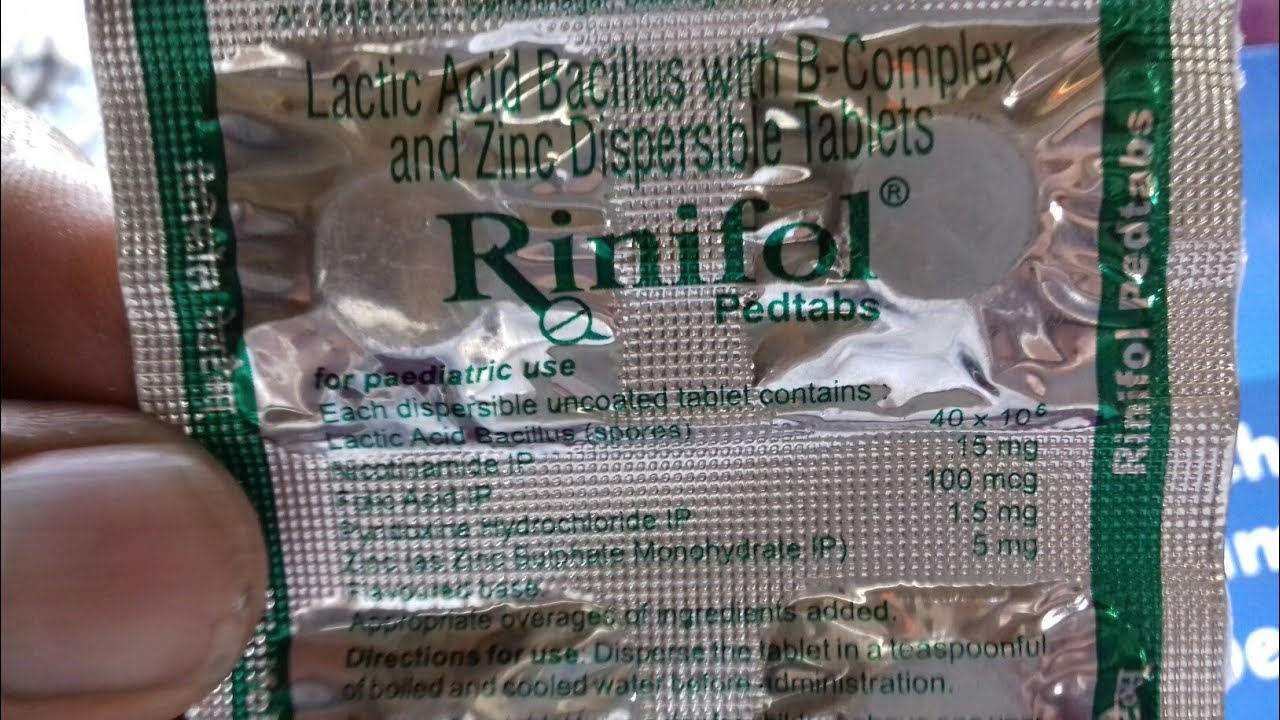 Lactic Acid Bacillus with B-Complex
and Zinc Dispersible Tablets
Rinifol®
Pedtabs
for paediatric use
Each dispersible uncoated tablet contains :
Lactic Acid Bacillus (spores) 40 x 10⁶
Nicotinamide IP 15 mg
Folic Acid IP 100 mcg
Pyridoxine Hydrochloride IP 1.5 mg
Zinc (as Zinc Sulphate Monohydrate IP) 5 mg
Flavoured base.
Appropriate overages of ingredients added.
Directions for use: Disperse the tablet in a teaspoonful
of boiled and cooled water before administration.
Rinifol Pedtabs